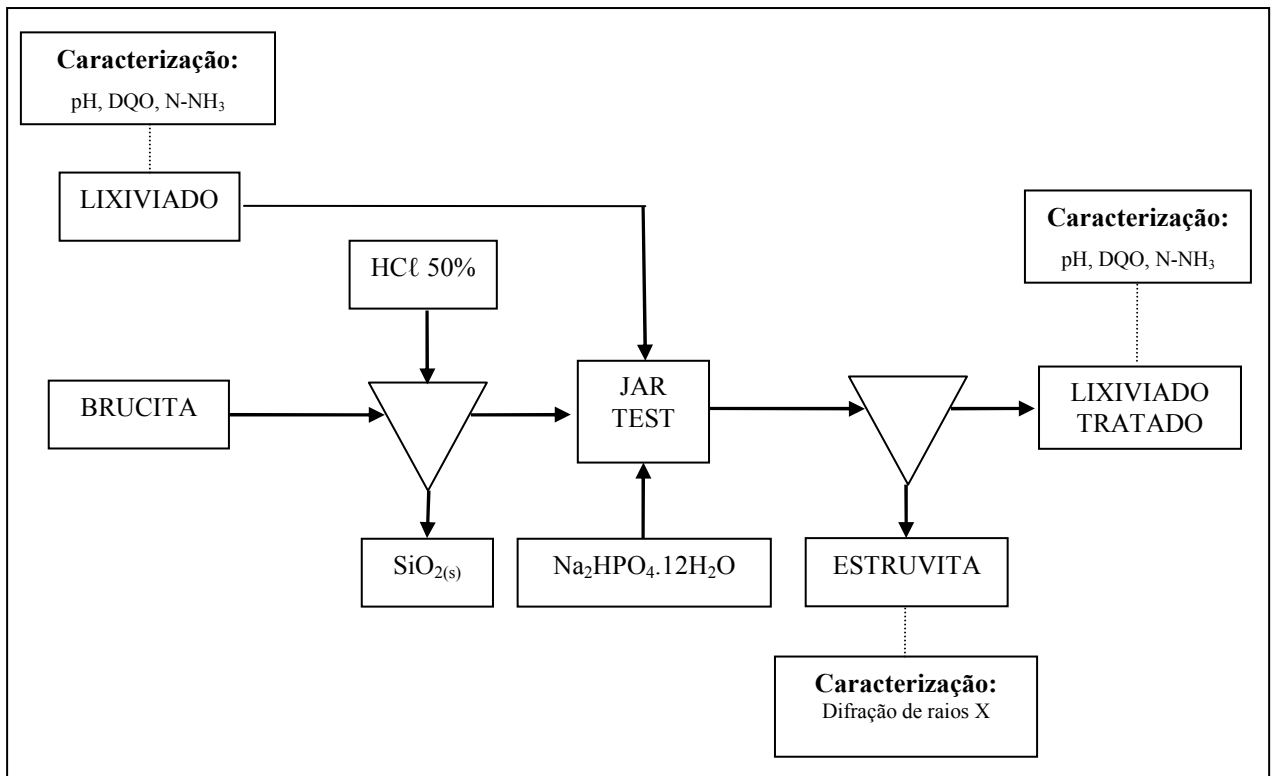 Caracterização:
pH, DQO, N-NH₃
LIXIVIADO
HCℓ 50%
BRUCITA
JAR
TEST
SiO₂₍ₛ₎
Na₂HPO₄.12H₂O
ESTRUVITA
Caracterização:
Difração de raios X
Caracterização:
pH, DQO, N-NH₃
LIXIVIADO
TRATADO